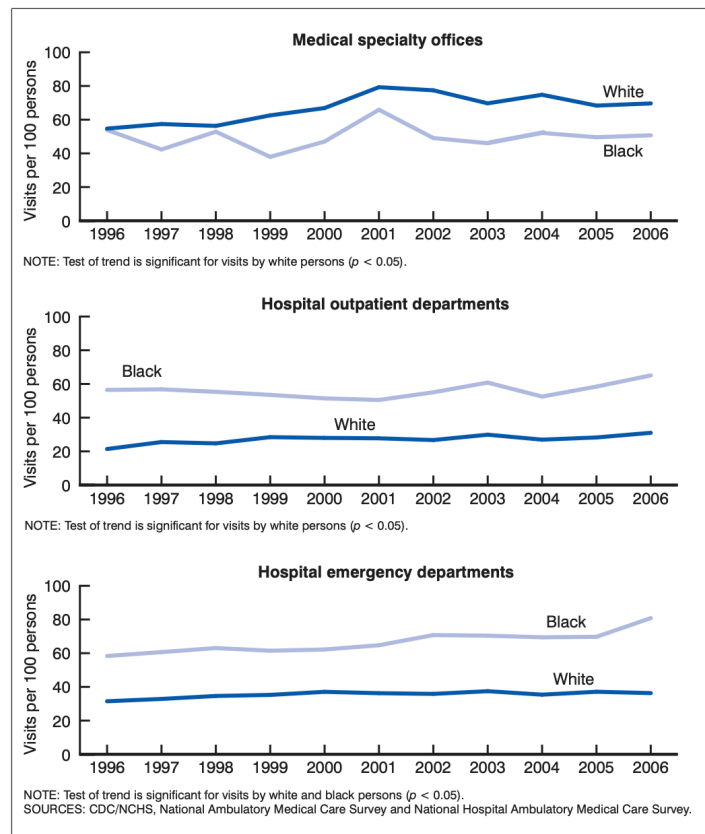 Medical specialty offices
Visits per 100 persons
100
80
60
40
20
0
White
Black
1996 1997 1998 1999 2000 2001 2002 2003 2004 2005 2006
NOTE: Test of trend is significant for visits by white persons (p < 0.05).
Hospital outpatient departments
Visits per 100 persons
100
80
60
40
20
0
Black
White
1996 1997 1998 1999 2000 2001 2002 2003 2004 2005 2006
NOTE: Test of trend is significant for visits by white persons (p < 0.05).
Hospital emergency departments
Visits per 100 persons
100
80
60
40
20
0
Black
White
1996 1997 1998 1999 2000 2001 2002 2003 2004 2005 2006
NOTE: Test of trend is significant for visits by white and black persons (p < 0.05).
SOURCES: CDC/NCHS, National Ambulatory Medical Care Survey and National Hospital Ambulatory Medical Care Survey.